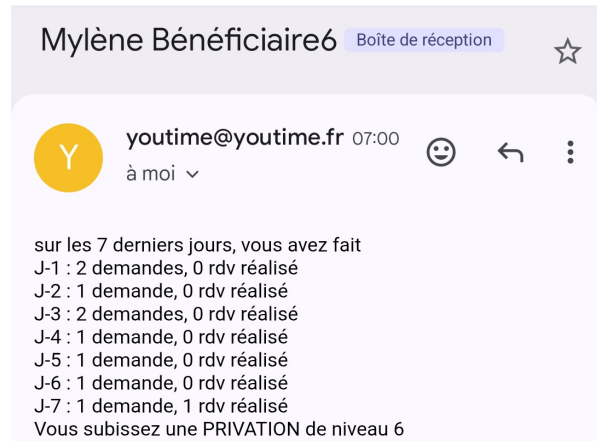 Mylène Bénéficiaire6 Boîte de réception
Y
youtime@youtime.fr 07:00
à moi
sur les 7 derniers jours, vous avez fait
J-1 : 2 demandes, 0 rdv réalisé
J-2 : 1 demande, 0 rdv réalisé
J-3 : 2 demandes, 0 rdv réalisé
J-4 : 1 demande, 0 rdv réalisé
J-5 : 1 demande, 0 rdv réalisé
J-6 : 1 demande, 0 rdv réalisé
J-7 : 1 demande, 1 rdv réalisé
Vous subissez une PRIVATION de niveau 6